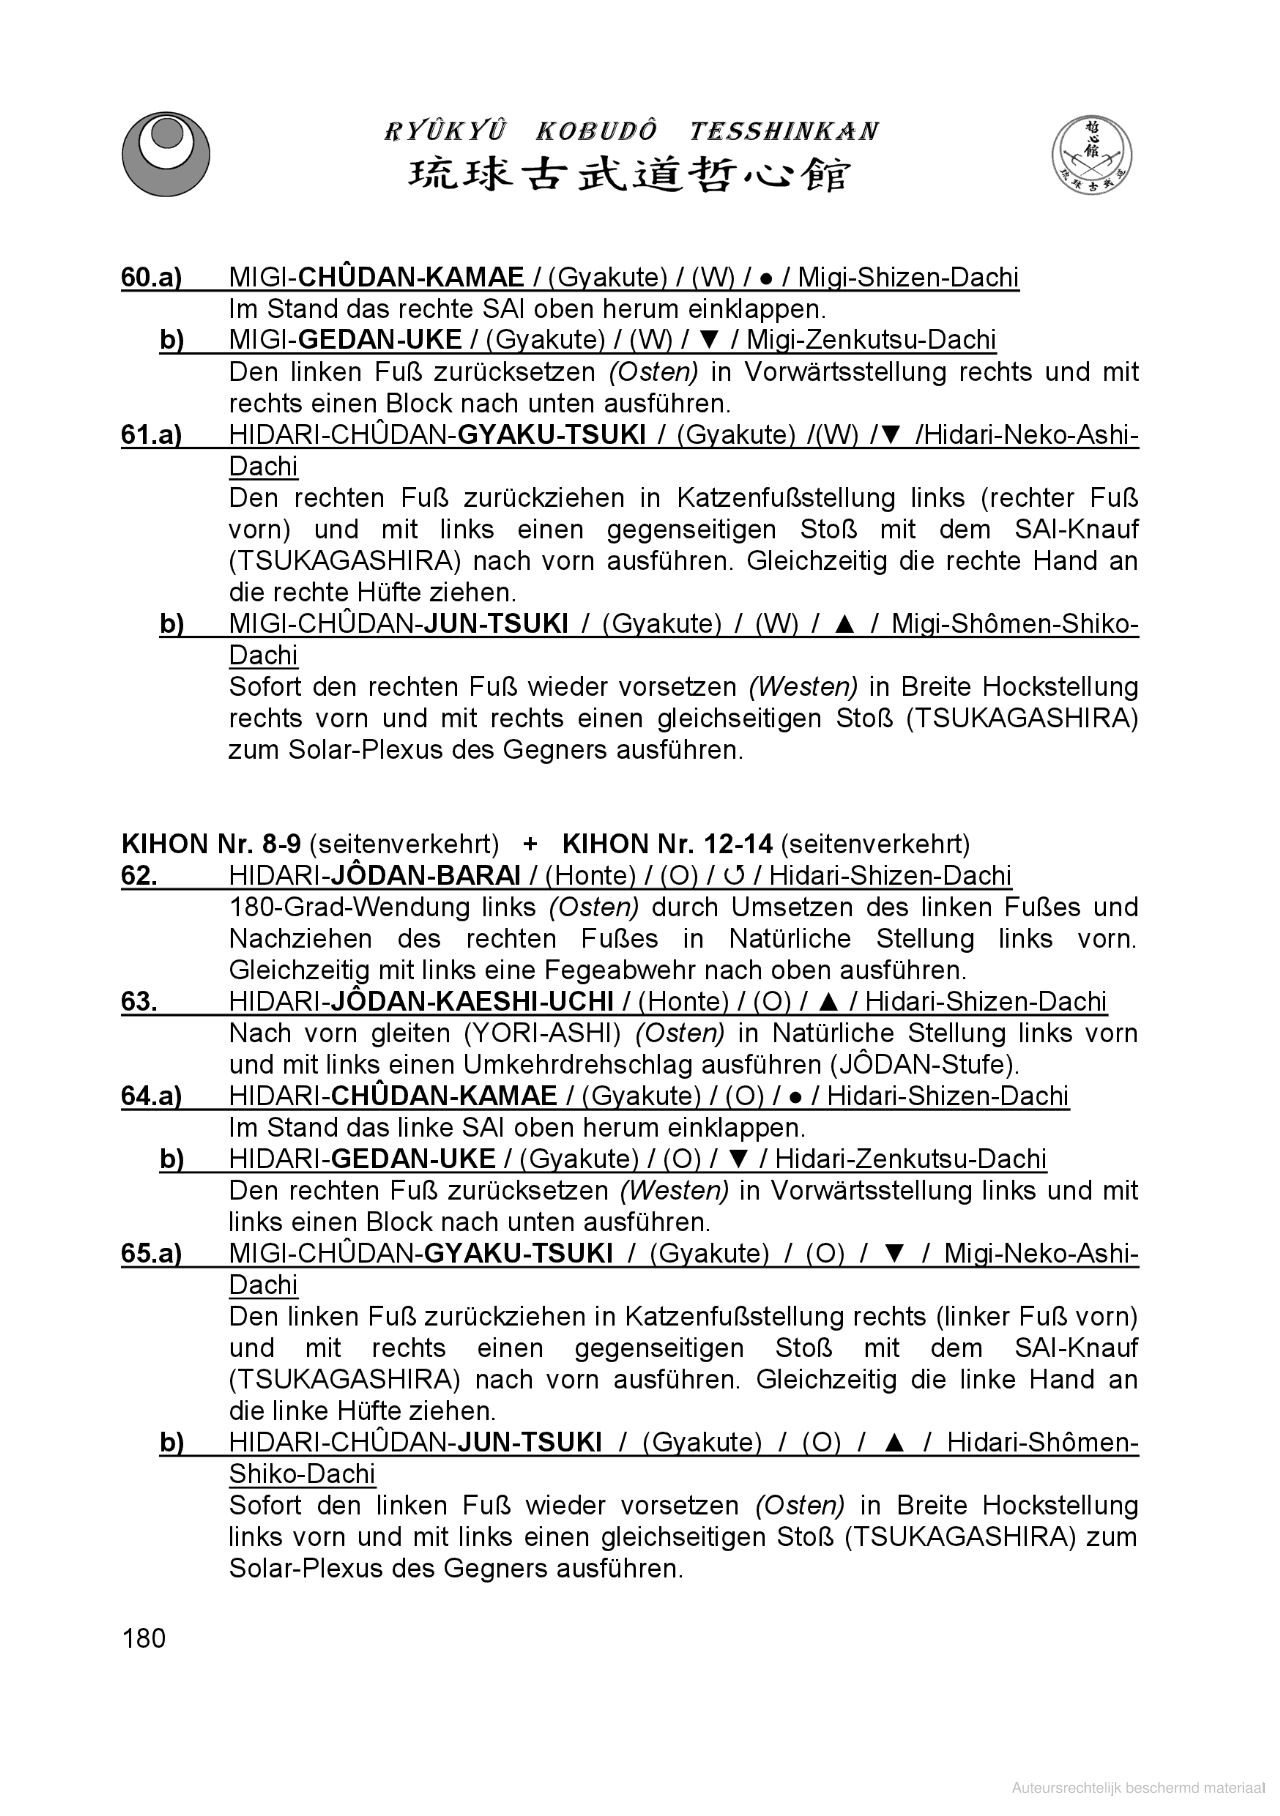 RYÛKYÛ KOBUDÔ TESSHINKAN
琉球古武道哲心館
哲心館
琉球古武道
60.a) MIGI-CHÛDAN-KAMAE / (Gyakute) / (W) / ● / Migi-Shizen-Dachi
Im Stand das rechte SAI oben herum einklappen.
b) MIGI-GEDAN-UKE / (Gyakute) / (W) / ▼ / Migi-Zenkutsu-Dachi
Den linken Fuß zurücksetzen (Osten) in Vorwärtsstellung rechts und mit
rechts einen Block nach unten ausführen.
61.a) HIDARI-CHÛDAN-GYAKU-TSUKI / (Gyakute) /(W) /▼ /Hidari-Neko-Ashi-
Dachi
Den rechten Fuß zurückziehen in Katzenfußstellung links (rechter Fuß
vorn) und mit links einen gegenseitigen Stoß mit dem SAI-Knauf
(TSUKAGASHIRA) nach vorn ausführen. Gleichzeitig die rechte Hand an
die rechte Hüfte ziehen.
b) MIGI-CHÛDAN-JUN-TSUKI / (Gyakute) / (W) / ▲ / Migi-Shômen-Shiko-
Dachi
Sofort den rechten Fuß wieder vorsetzen (Westen) in Breite Hockstellung
rechts vorn und mit rechts einen gleichseitigen Stoß (TSUKAGASHIRA)
zum Solar-Plexus des Gegners ausführen.
KIHON Nr. 8-9 (seitenverkehrt) + KIHON Nr. 12-14 (seitenverkehrt)
62. HIDARI-JÔDAN-BARAI / (Honte) / (O) / ↺ / Hidari-Shizen-Dachi
180-Grad-Wendung links (Osten) durch Umsetzen des linken Fußes und
Nachziehen des rechten Fußes in Natürliche Stellung links vorn.
Gleichzeitig mit links eine Fegeabwehr nach oben ausführen.
63. HIDARI-JÔDAN-KAESHI-UCHI / (Honte) / (O) / ▲ / Hidari-Shizen-Dachi
Nach vorn gleiten (YORI-ASHI) (Osten) in Natürliche Stellung links vorn
und mit links einen Umkehrdrehschlag ausführen (JÔDAN-Stufe).
64.a) HIDARI-CHÛDAN-KAMAE / (Gyakute) / (O) / ● / Hidari-Shizen-Dachi
Im Stand das linke SAI oben herum einklappen.
b) HIDARI-GEDAN-UKE / (Gyakute) / (O) / ▼ / Hidari-Zenkutsu-Dachi
Den rechten Fuß zurücksetzen (Westen) in Vorwärtsstellung links und mit
links einen Block nach unten ausführen.
65.a) MIGI-CHÛDAN-GYAKU-TSUKI / (Gyakute) / (O) / ▼ / Migi-Neko-Ashi-
Dachi
Den linken Fuß zurückziehen in Katzenfußstellung rechts (linker Fuß vorn)
und mit rechts einen gegenseitigen Stoß mit dem SAI-Knauf
(TSUKAGASHIRA) nach vorn ausführen. Gleichzeitig die linke Hand an
die linke Hüfte ziehen.
b) HIDARI-CHÛDAN-JUN-TSUKI / (Gyakute) / (O) / ▲ / Hidari-Shômen-
Shiko-Dachi
Sofort den linken Fuß wieder vorsetzen (Osten) in Breite Hockstellung
links vorn und mit links einen gleichseitigen Stoß (TSUKAGASHIRA) zum
Solar-Plexus des Gegners ausführen.
180
Auteursrechtelijk beschermd materiaal